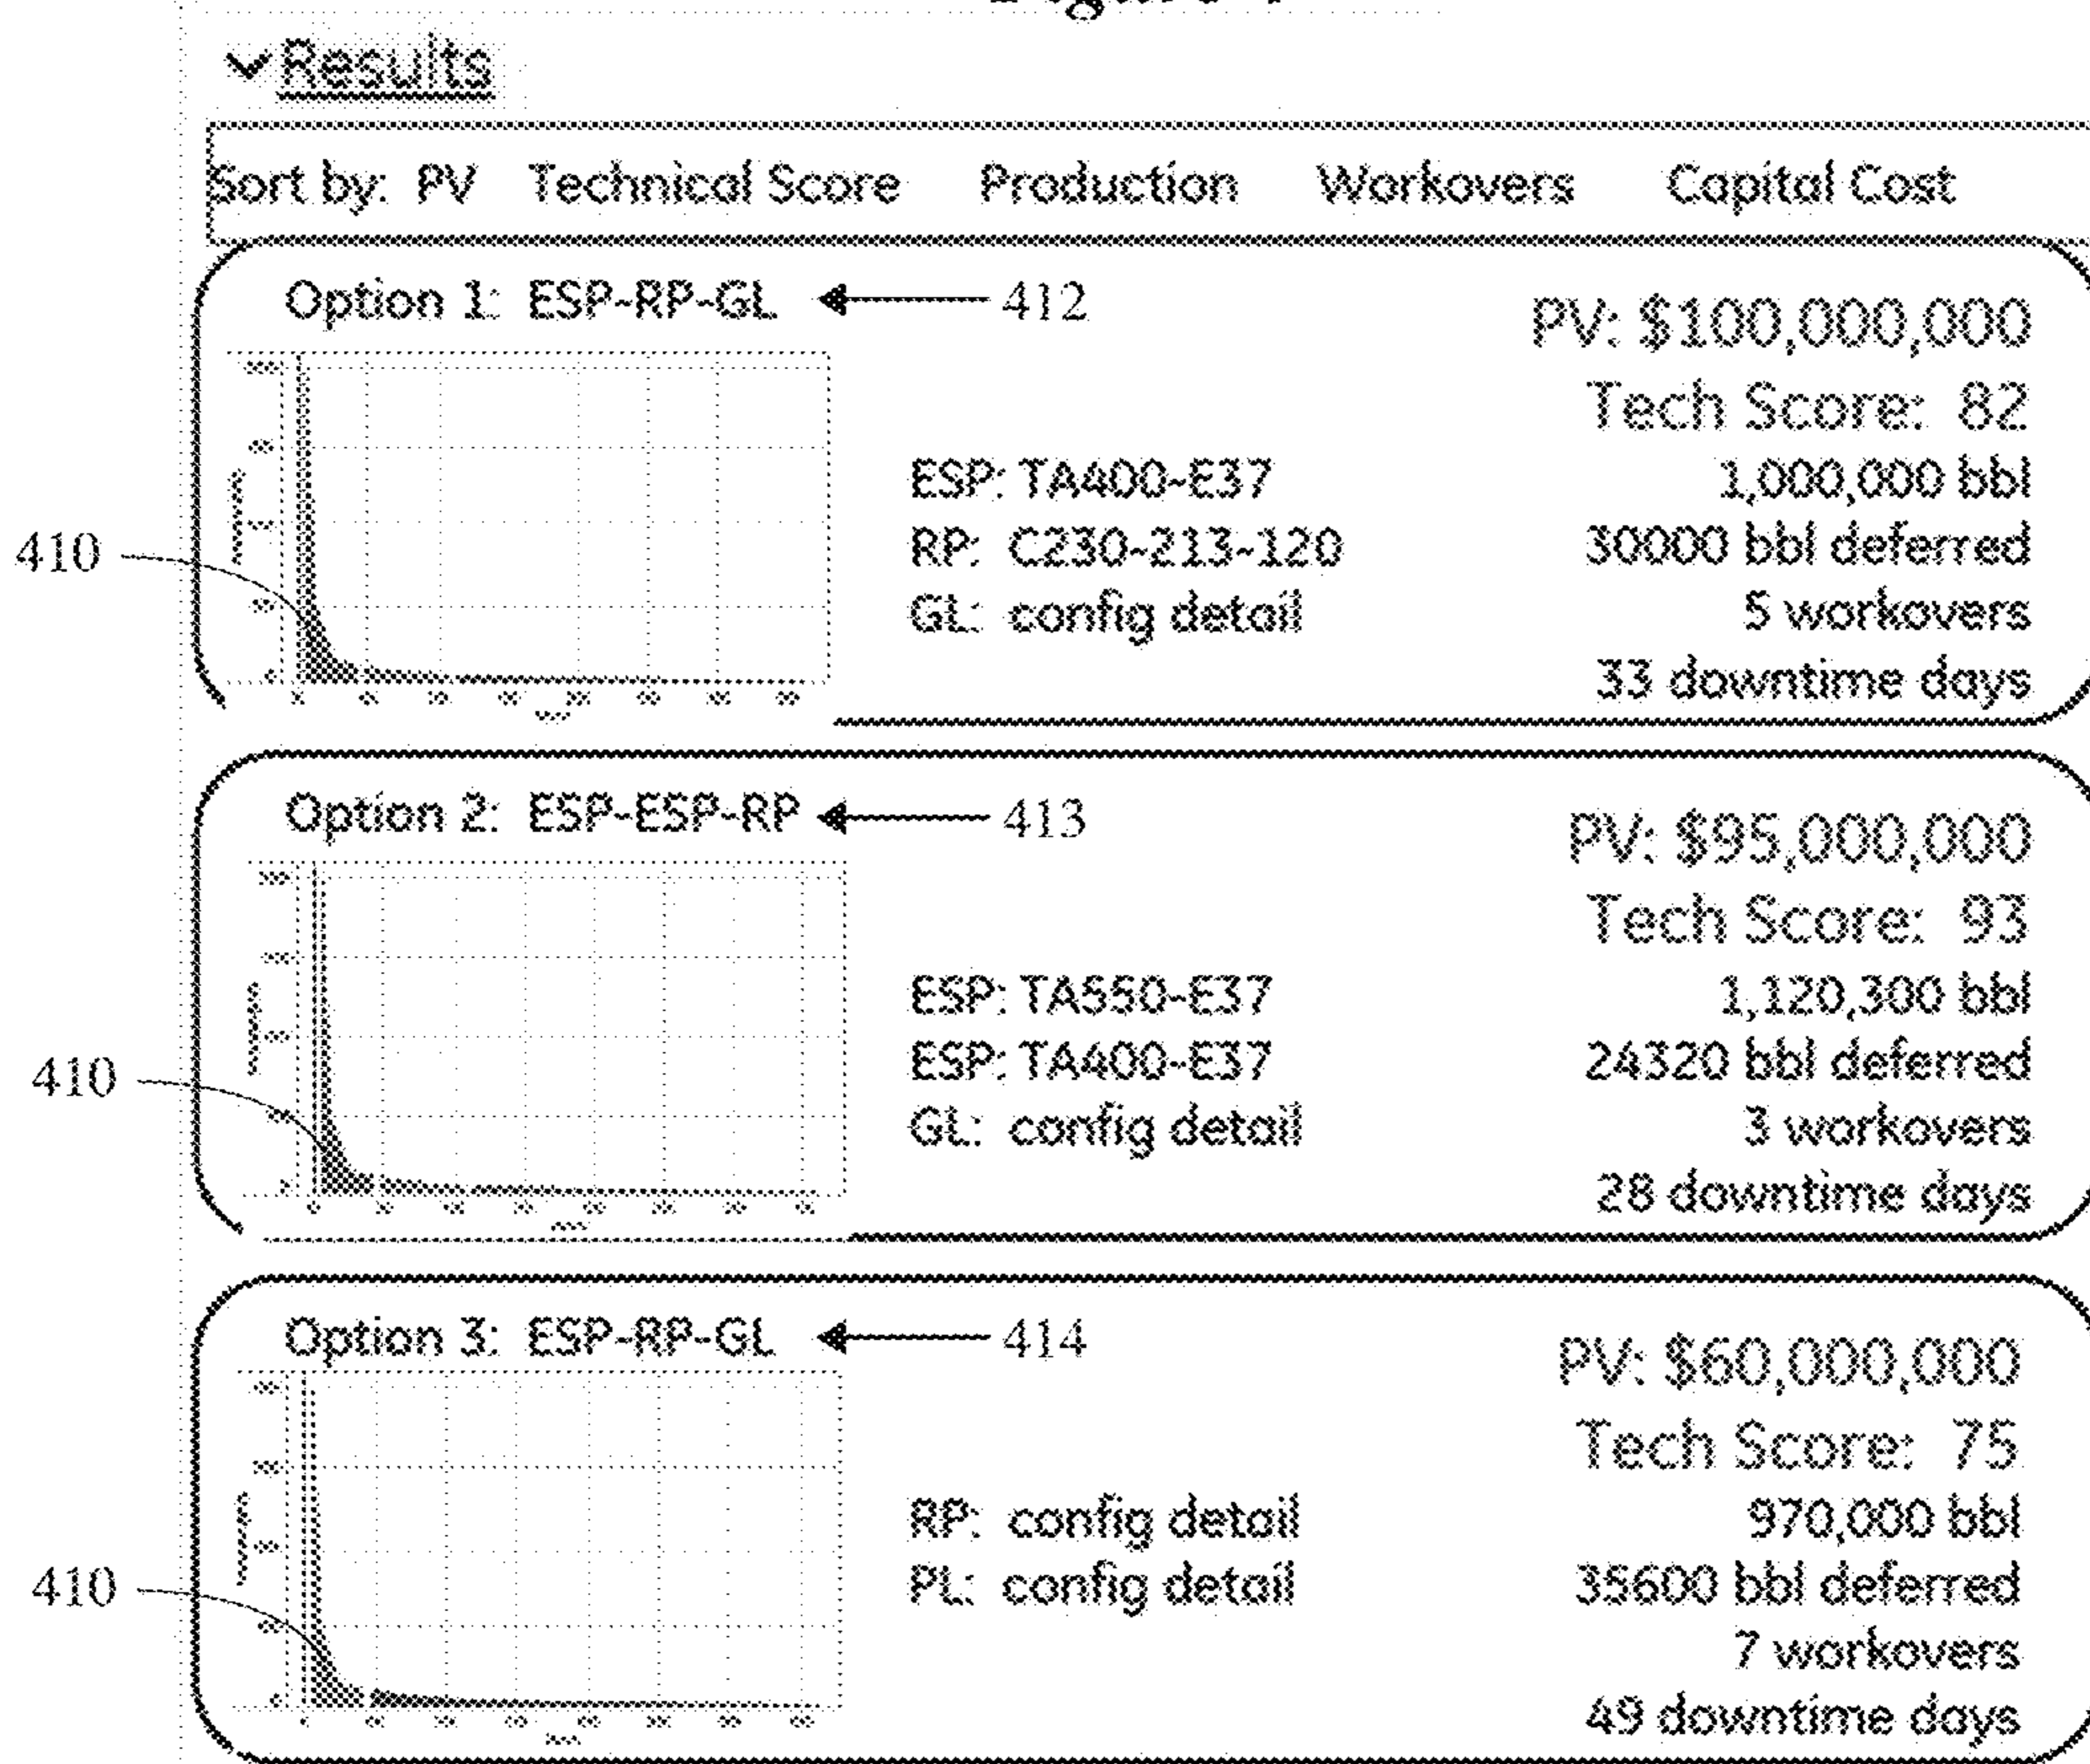 Results
Sort by: PV Technical Score Production Workovers Capital Cost
Option 1: ESP-RP-GL
412
PV: $100,000,000
Tech Score: 82
ESP: TA400-E37
1,000,000 bbl
410
RP: C230-213-120
30000 bbl deferred
GL: config detail
5 workovers
33 downtime days
Option 2: ESP-ESP-RP
413
PV: $95,000,000
Tech Score: 93
ESP: TA550-E37
1,120,300 bbl
410
ESP: TA400-E37
24320 bbl deferred
GL: config detail
3 workovers
28 downtime days
Option 3: ESP-RP-GL
414
PV: $60,000,000
Tech Score: 75
RP: config detail
970,000 bbl
410
PL: config detail
35600 bbl deferred
7 workovers
49 downtime days